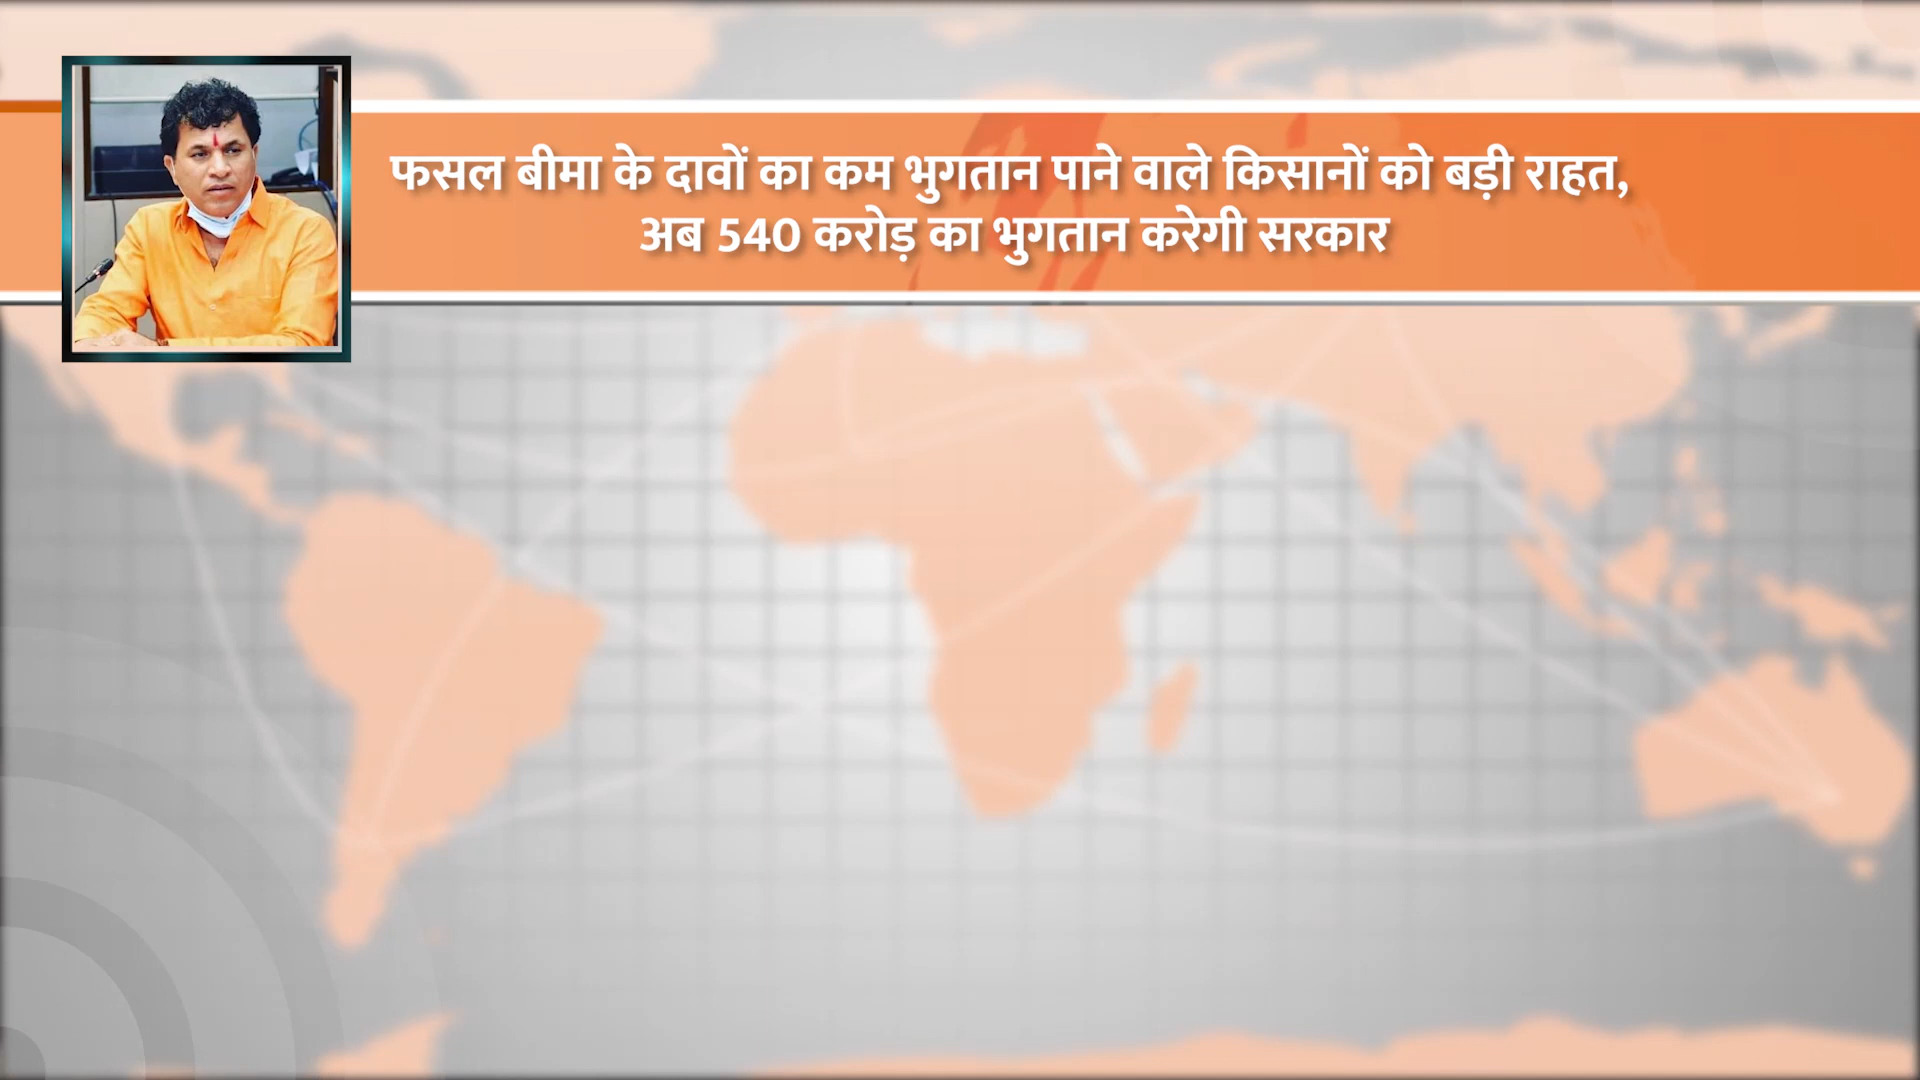 फसल बीमा के दावों का कम भुगतान पाने वाले किसानों को बड़ी राहत,
अब 540 करोड़ का भुगतान करेगी सरकार